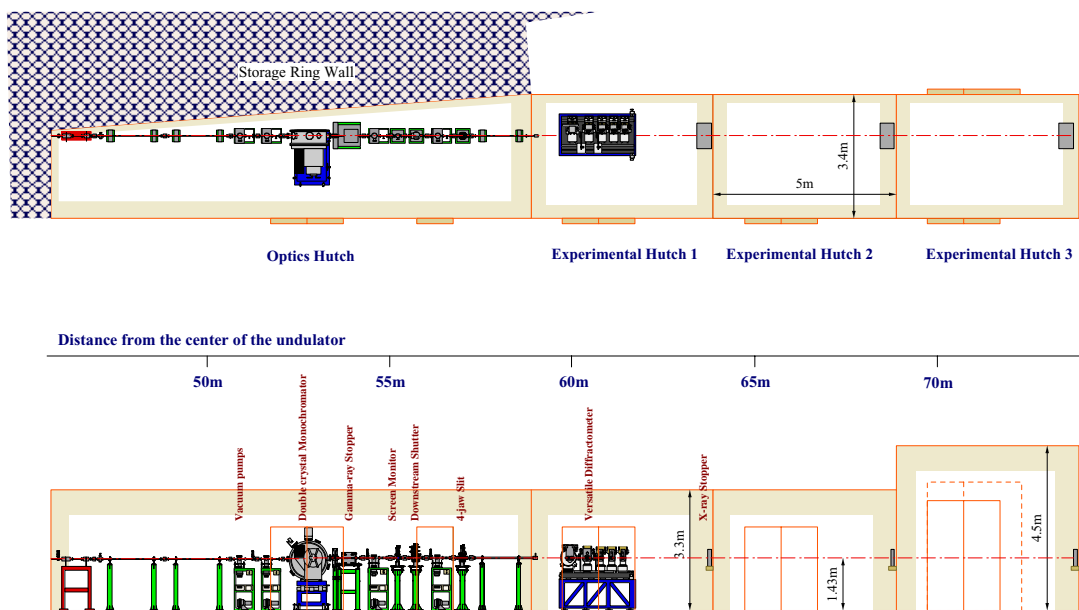 Storage Ring Wall
3.4m
5m
Optics Hutch
Experimental Hutch 1
Experimental Hutch 2
Experimental Hutch 3
Distance from the center of the undulator
50m
55m
60m
65m
70m
Vacuum pumps
Double crystal Monochromator
Gamma-ray Stopper
Screen Monitor
Downstream Shutter
4-jaw Slit
Versatile Diffractometer
X-ray Stopper
3.3m
1.43m
4.5m